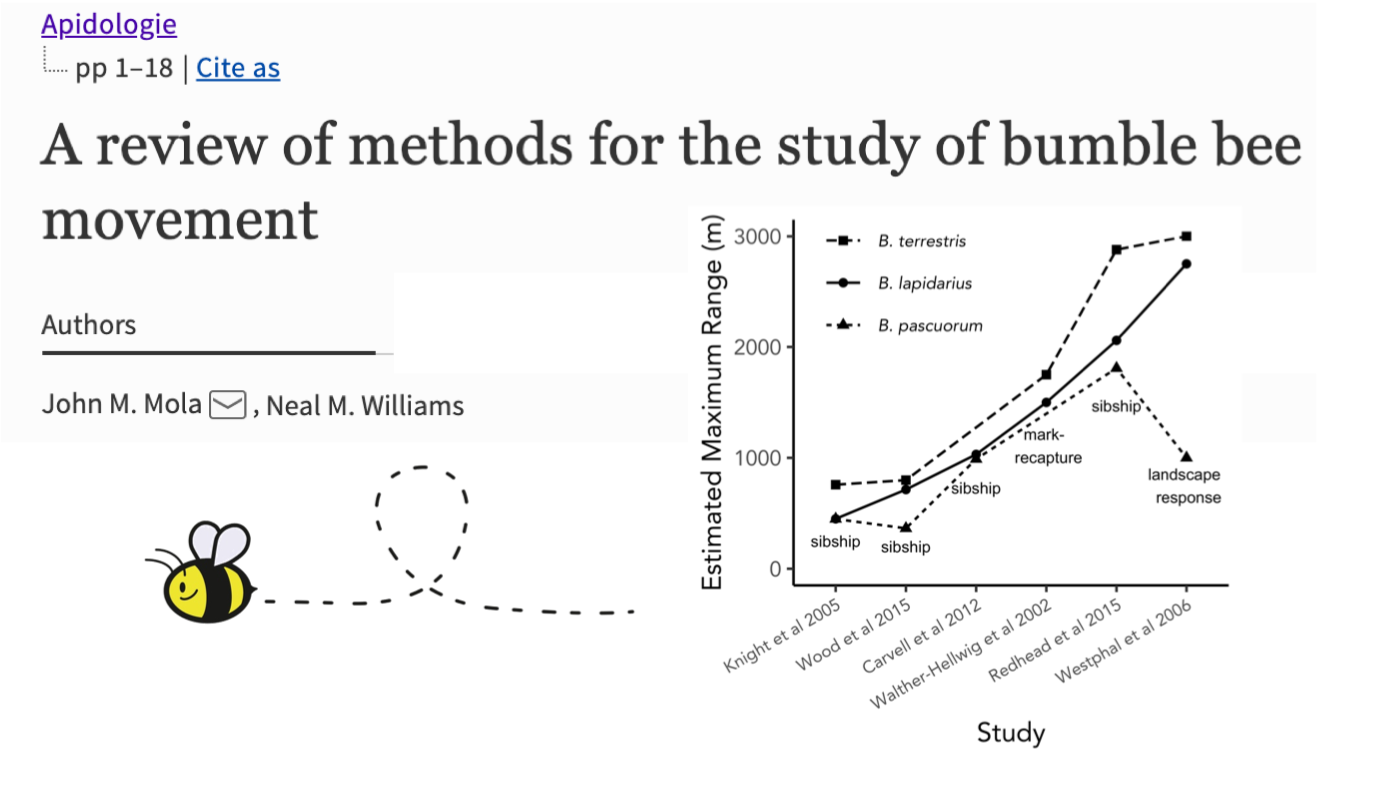 Apidologie
pp 1–18 | Cite as
A review of methods for the study of bumble bee
movement
Authors
John M. Mola , Neal M. Williams
Estimated Maximum Range (m)
3000
2000
1000
0
B. terrestris
B. lapidarius
B. pascuorum
sibship
sibship
sibship
mark-
recapture
sibship
landscape
response
Knight et al 2005
Wood et al 2015
Carvell et al 2012
Walther-Hellwig et al 2002
Redhead et al 2015
Westphal et al 2006
Study